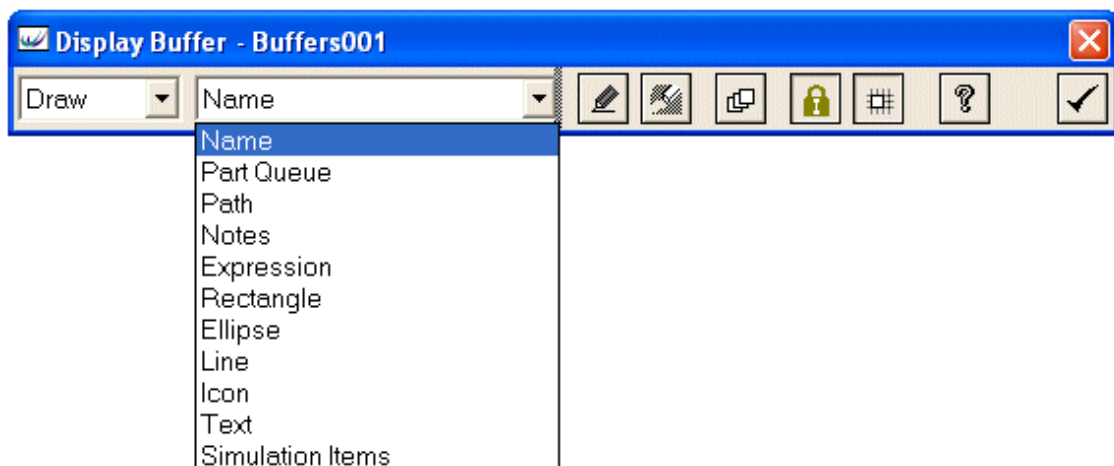 Display Buffer - Buffers001
Draw Name
Name
Part Queue
Path
Notes
Expression
Rectangle
Ellipse
Line
Icon
Text
Simulation Items